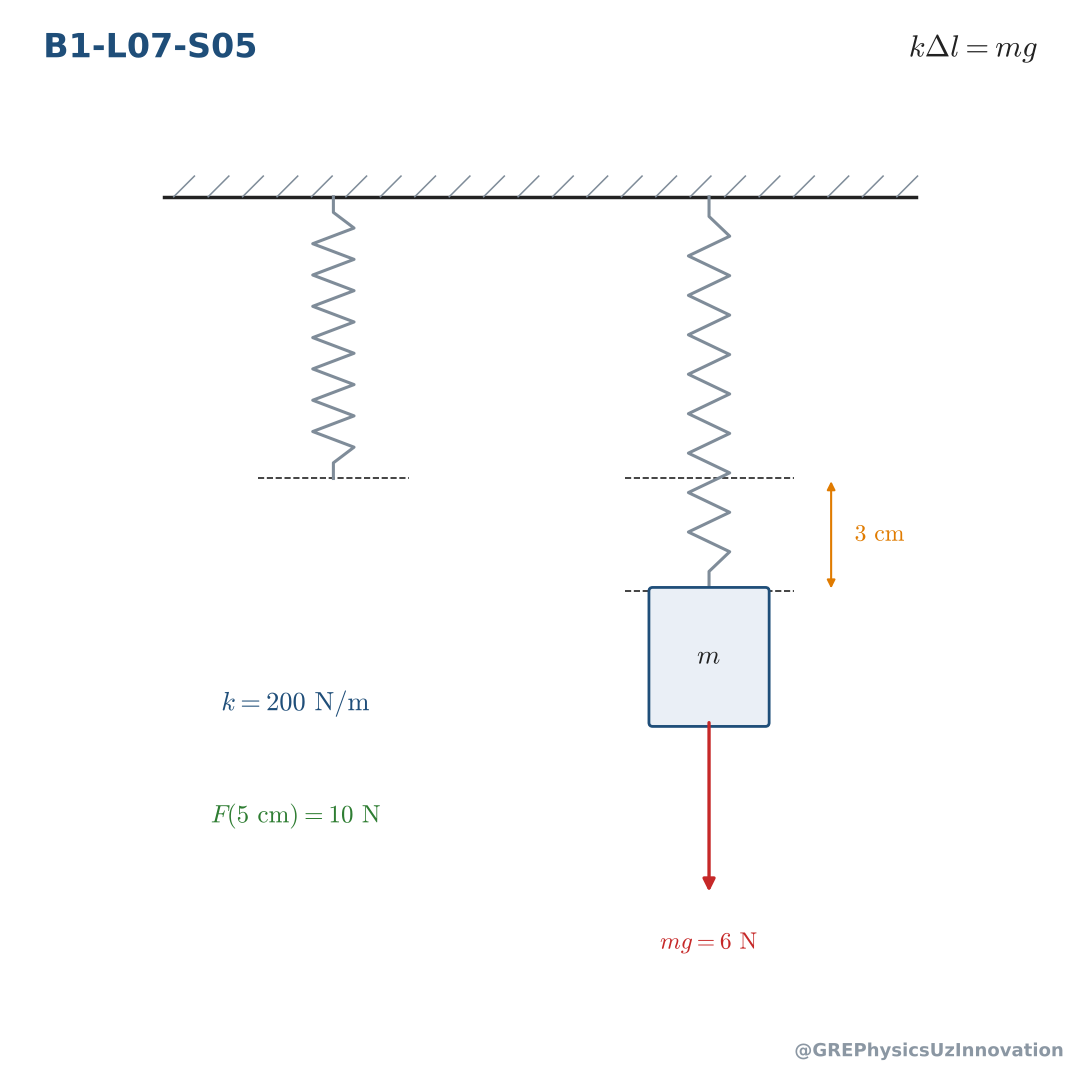 B1-L07-S05
kΔl = mg
3 cm
m
k = 200 N/m
F(5 cm) = 10 N
mg = 6 N
@GREPhysicsUzInnovation